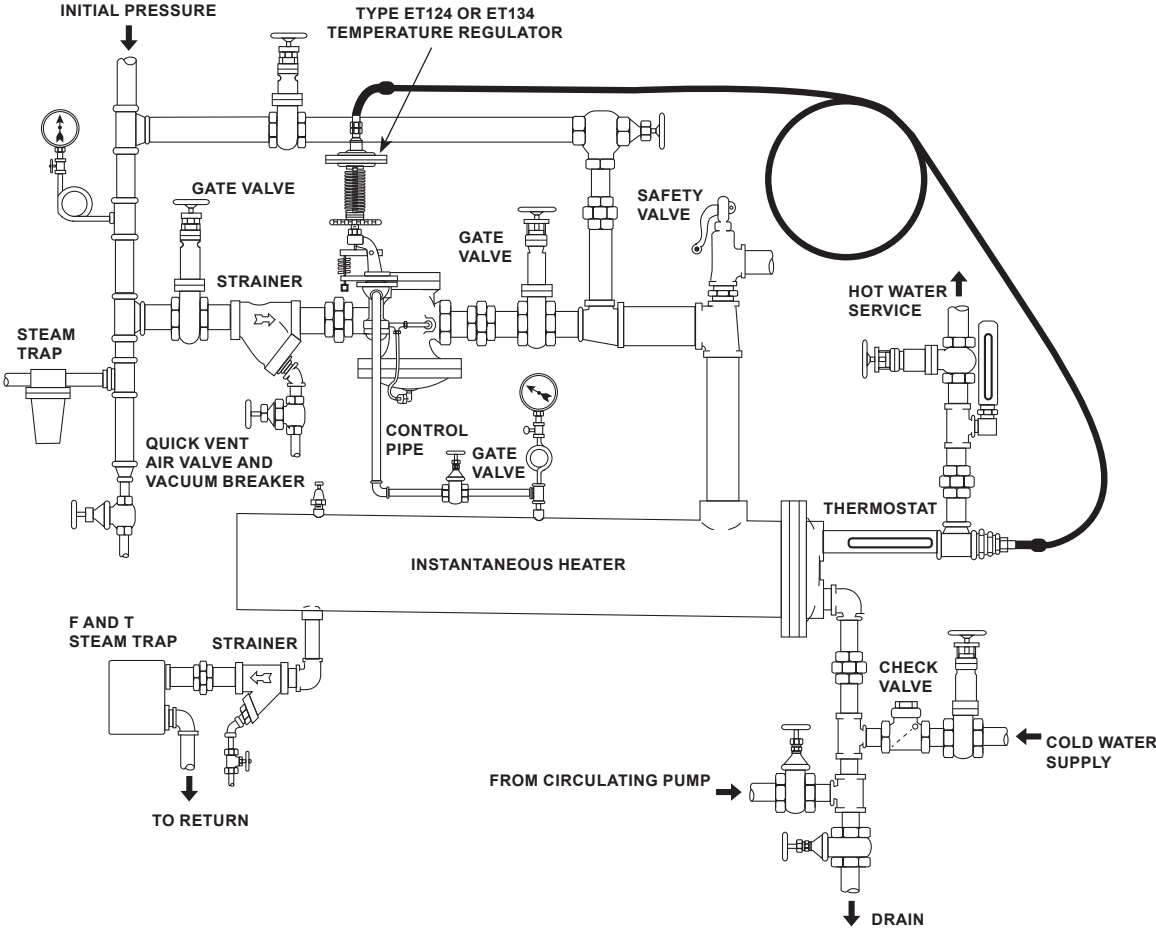 INITIAL PRESSURE
TYPE ET124 OR ET134
TEMPERATURE REGULATOR
GATE VALVE
SAFETY
VALVE
GATE
VALVE
STRAINER
HOT WATER
SERVICE
STEAM
TRAP
CONTROL
PIPE
QUICK VENT
AIR VALVE AND
VACUUM BREAKER
GATE
VALVE
THERMOSTAT
INSTANTANEOUS HEATER
F AND T
STEAM TRAP
STRAINER
CHECK
VALVE
COLD WATER
SUPPLY
FROM CIRCULATING PUMP
TO RETURN
DRAIN